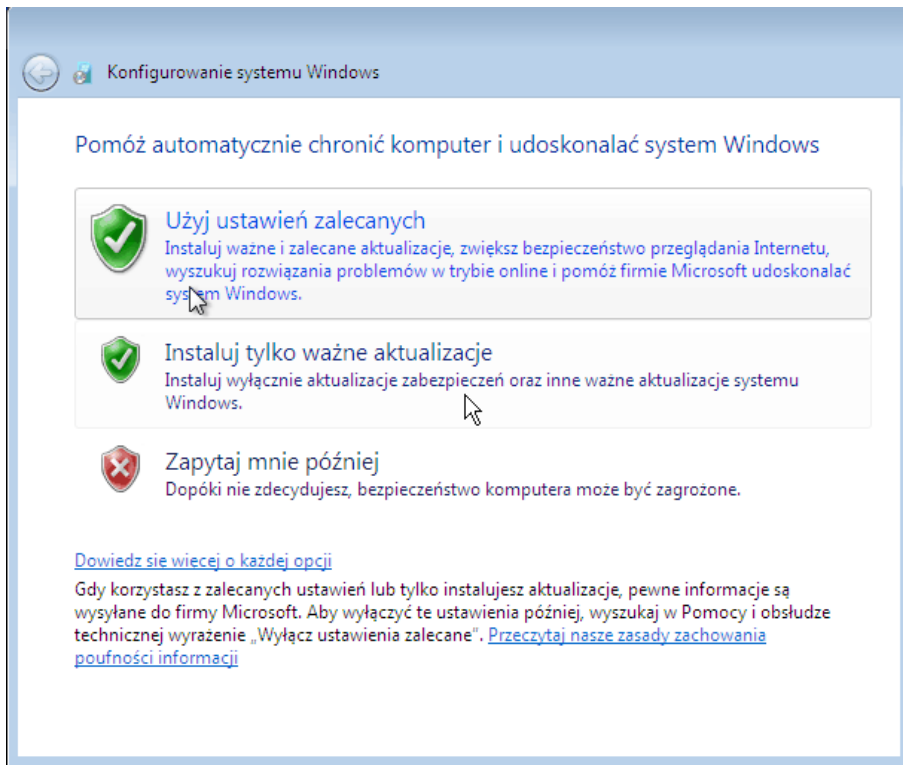 Konfigurowanie systemu Windows
Pomóż automatycznie chronić komputer i udoskonalać system Windows
Użyj ustawień zalecanych
Instaluj ważne i zalecane aktualizacje, zwiększ bezpieczeństwo przeglądania Internetu,
wyszukuj rozwiązania problemów w trybie online i pomóż firmie Microsoft udoskonalać
system Windows.
Instaluj tylko ważne aktualizacje
Instaluj wyłącznie aktualizacje zabezpieczeń oraz inne ważne aktualizacje systemu
Windows.
Zapytaj mnie później
Dopóki nie zdecydujesz, bezpieczeństwo komputera może być zagrożone.
Dowiedz się więcej o każdej opcji
Gdy korzystasz z zalecanych ustawień lub tylko instalujesz aktualizacje, pewne informacje są
wysyłane do firmy Microsoft. Aby wyłączyć te ustawienia później, wyszukaj w Pomocy i obsłudze
technicznej wyrażenie „Wyłącz ustawienia zalecane". Przeczytaj nasze zasady zachowania
poufności informacji